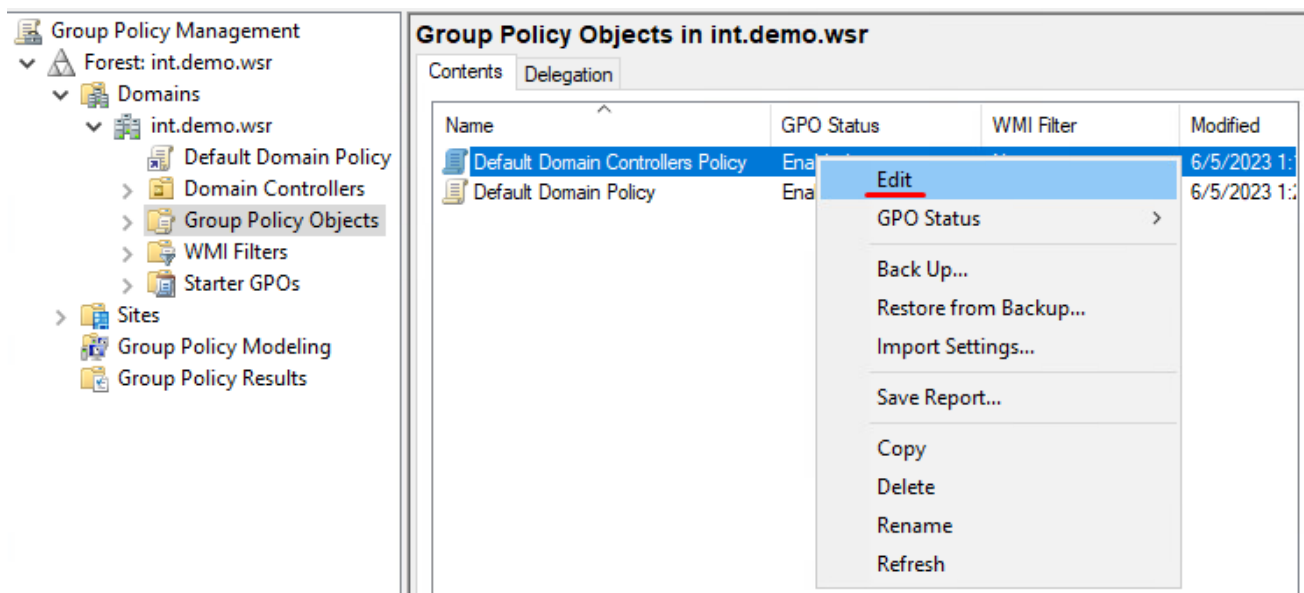 Group Policy Management
Forest: int.demo.wsr
Domains
int.demo.wsr
Default Domain Policy
Domain Controllers
Group Policy Objects
WMI Filters
Starter GPOs
Sites
Group Policy Modeling
Group Policy Results
Group Policy Objects in int.demo.wsr
Contents Delegation
Name GPO Status WMI Filter Modified
Default Domain Controllers Policy 6/5/2023
Default Domain Policy Ena 6/5/2023
Edit
GPO Status
Back Up...
Restore from Backup...
Import Settings...
Save Report...
Copy
Delete
Rename
Refresh